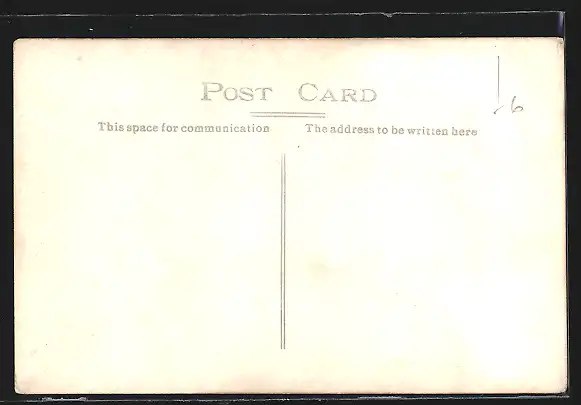 POST CARD
This space for communication
The address to be written here
-6